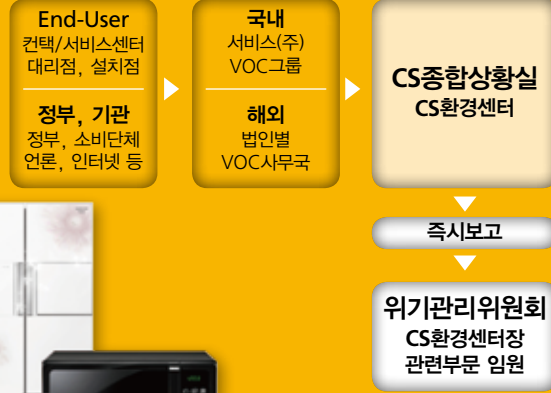 End-User
컨택/서비스센터
대리점, 설치점
정부, 기관
정부, 소비단체
언론, 인터넷 등
국내
서비스(주)
VOC그룹
해외
법인별
VOC사무국
CS종합상황실
CS환경센터
즉시보고
위기관리위원회
CS환경센터장
관련부문 임원